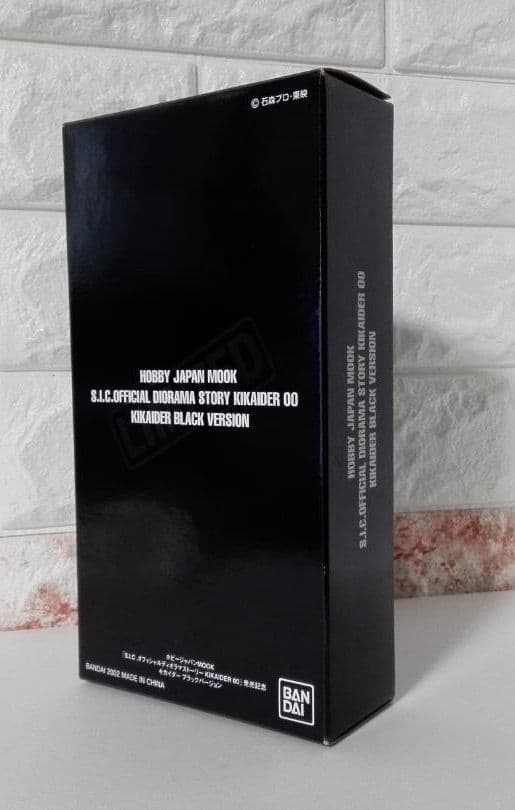 ©石森プロ・東映
LIMITED
HOBBY JAPAN MOOK
S.I.C.OFFICIAL DIORAMA STORY KIKAIDER 00
KIKAIDER BLACK VERSION
ホビージャパンMOOK
「S.I.C.オフィシャルディオラマストーリー KIKAIDER 00」発売記念
キカイダー ブラックバージョン
BANDAI 2002 MADE IN CHINA
BAN
DAI
HOBBY JAPAN MOOK
S.I.C.OFFICIAL DIORAMA STORY KIKAIDER 00
KIKAIDER BLACK VERSION